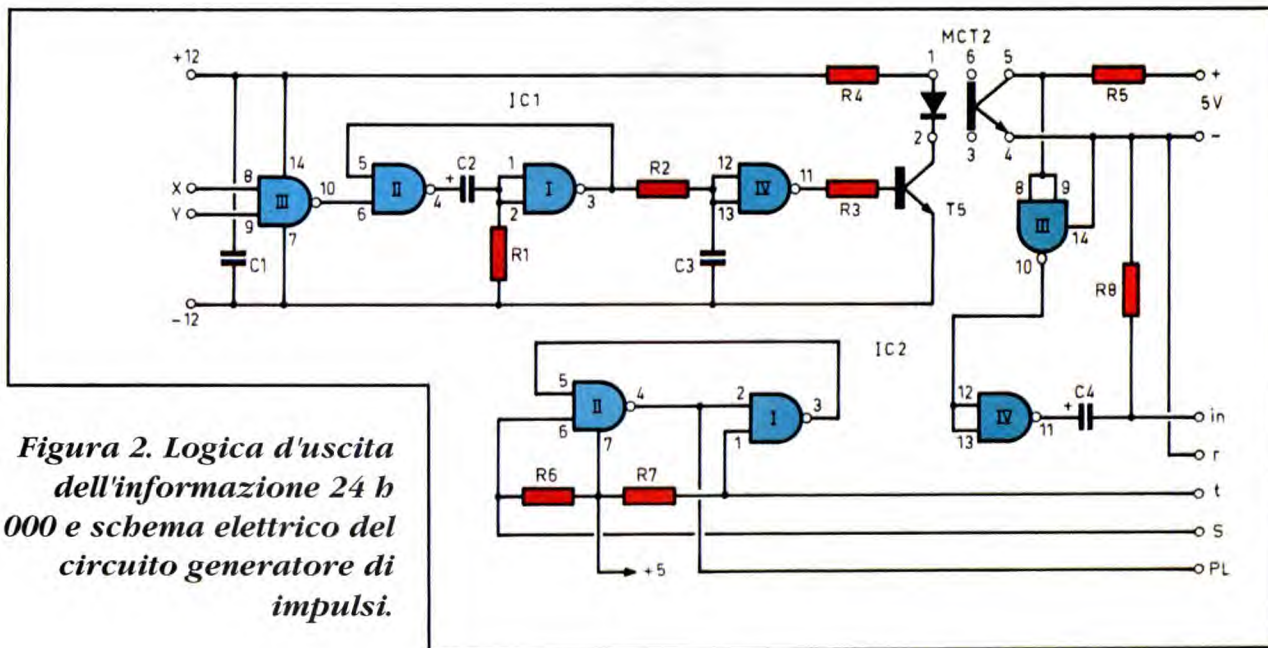 +12
IC1
R4
1
MCT2
6
5
R5
+
5V
2
3
4
-
X
Y
8
9
III
14
10
7
C1
5
6
II
4
+
C2
1
2
I
3
R1
R2
12
13
IV
11
C3
R3
T5
-12
8
9
III
14
10
R8
IC2
5
6
II
4
7
2
1
I
3
12
13
IV
11
+
C4
in
r
R6
R7
t
S
+5
PL
Figura 2. Logica d'uscita
dell'informazione 24 h
000 e schema elettrico del
circuito generatore di
impulsi.